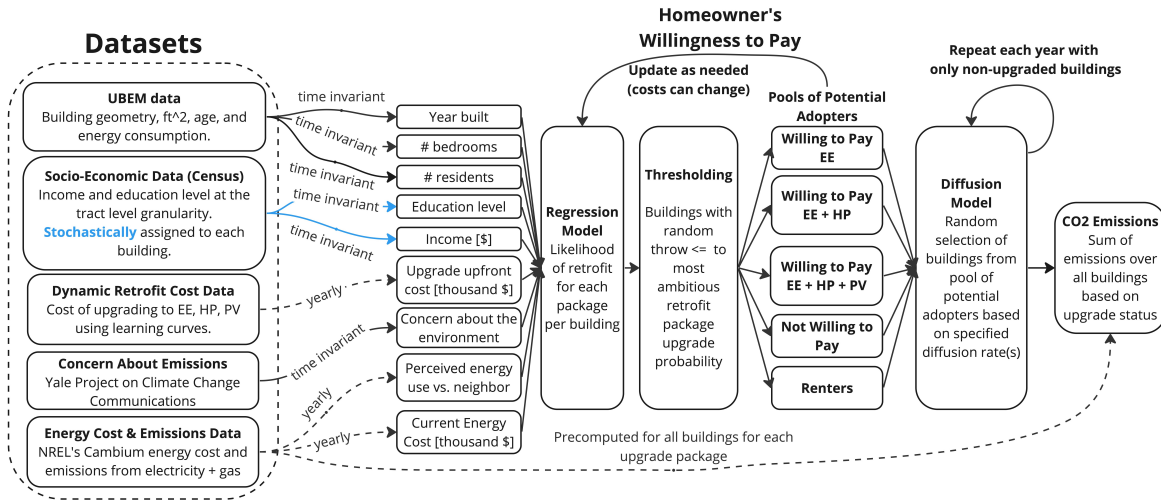 Datasets
UBEM data
Building geometry, ft^2, age, and
energy consumption.
Socio-Economic Data (Census)
Income and education level at the
tract level granularity.
Stochastically assigned to each
building.
Dynamic Retrofit Cost Data
Cost of upgrading to EE, HP, PV
using learning curves.
Concern About Emissions
Yale Project on Climate Change
Communications
Energy Cost & Emissions Data
NREL's Cambium energy cost and
emissions from electricity + gas
time invariant
time invariant
time invariant
time invariant
time invariant
yearly
time invariant
yearly
yearly
Year built
# bedrooms
# residents
Education level
Income [$]
Upgrade upfront
cost [thousand $]
Concern about the
environment
Perceived energy
use vs. neighbor
Current Energy
Cost [thousand $]
Homeowner's
Willingness to Pay
Update as needed
(costs can change)
Regression
Model
Likelihood
of retrofit
for each
package
per building
Thresholding
Buildings with
random
throw <= to
most
ambitious
retrofit
package
upgrade
probability
Pools of Potential
Adopters
Willing to Pay
EE
Willing to Pay
EE + HP
Willing to Pay
EE + HP + PV
Not Willing to
Pay
Renters
Repeat each year with
only non-upgraded buildings
Diffusion
Model
Random
selection of
buildings from
pool of
potential
adopters based
on specified
diffusion rate(s)
CO2 Emissions
Sum of
emissions over
all buildings
based on
upgrade status
Precomputed for all buildings for each
upgrade package